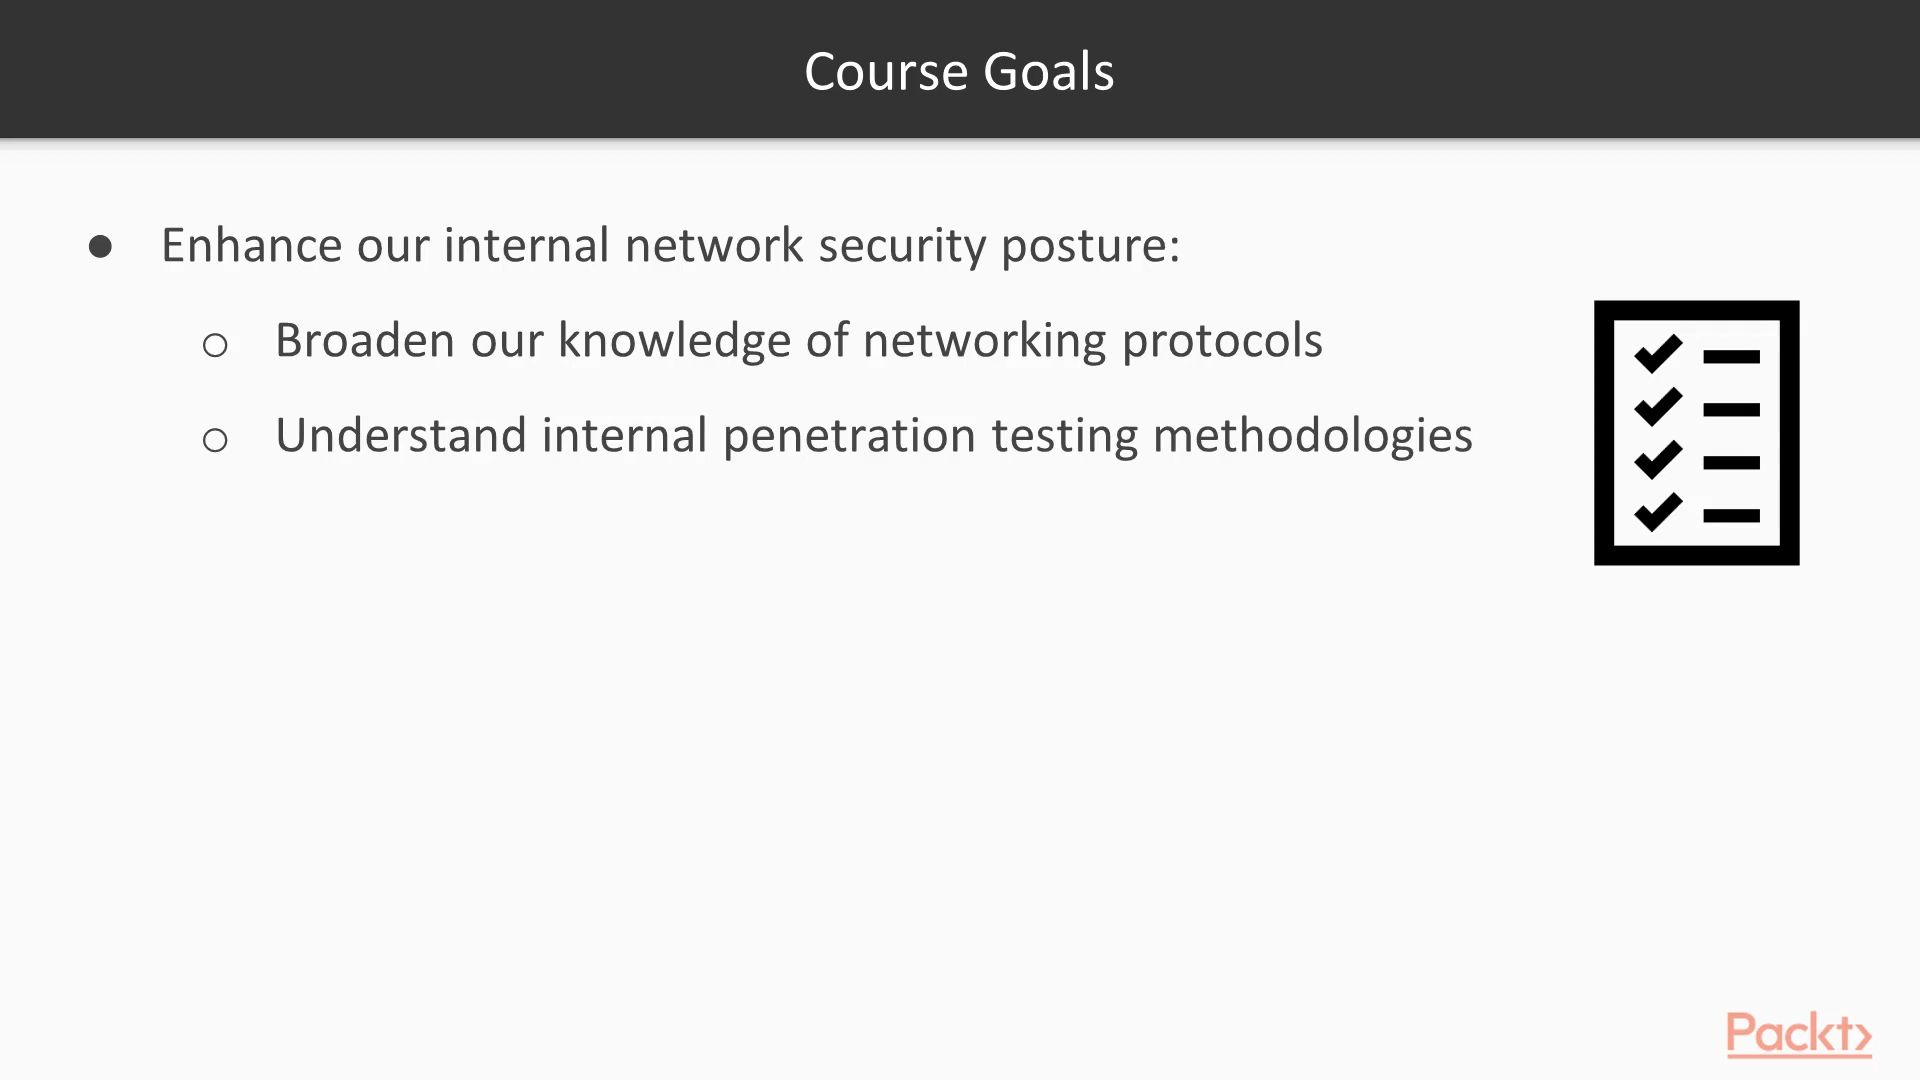 Course Goals
● Enhance our internal network security posture:
○ Broaden our knowledge of networking protocols
○ Understand internal penetration testing methodologies
Packt>